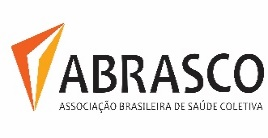 ABRASCO
ASSOCIAÇÃO BRASILEIRA DE SAÚDE COLETIVA